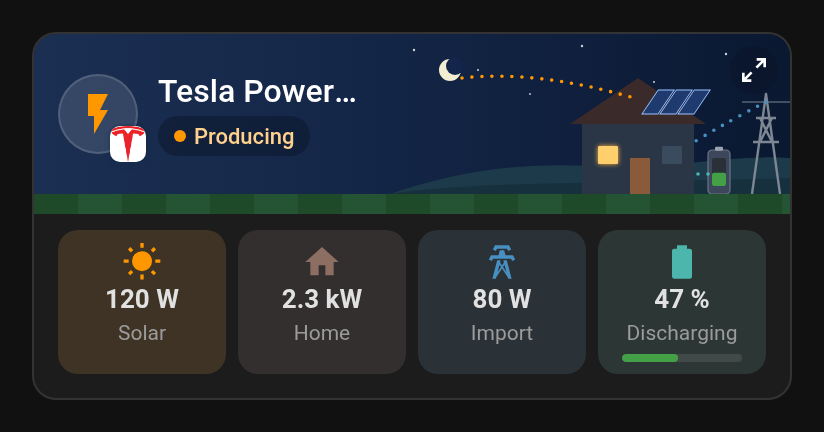 Tesla Power…
Producing
120 W
Solar
2.3 kW
Home
80 W
Import
47 %
Discharging